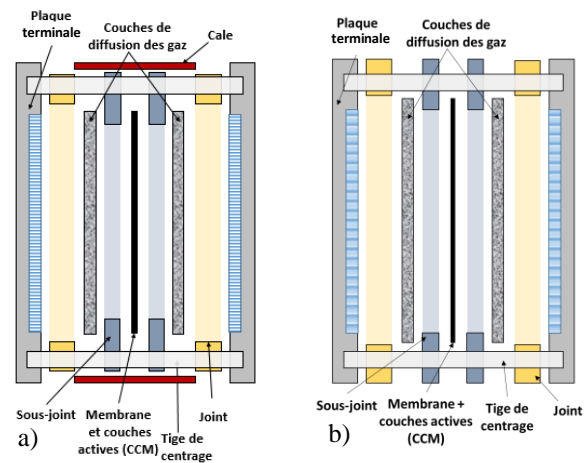 Plaque
terminale
Couches de
diffusion des gaz
Cale
Sous-joint
Membrane
et couches
actives (CCM)
Tige de
centrage
Joint
a)
Plaque
terminale
Couches de
diffusion des gaz
Sous-joint
Membrane +
couches actives
(CCM)
Tige de
centrage
Joint
b)